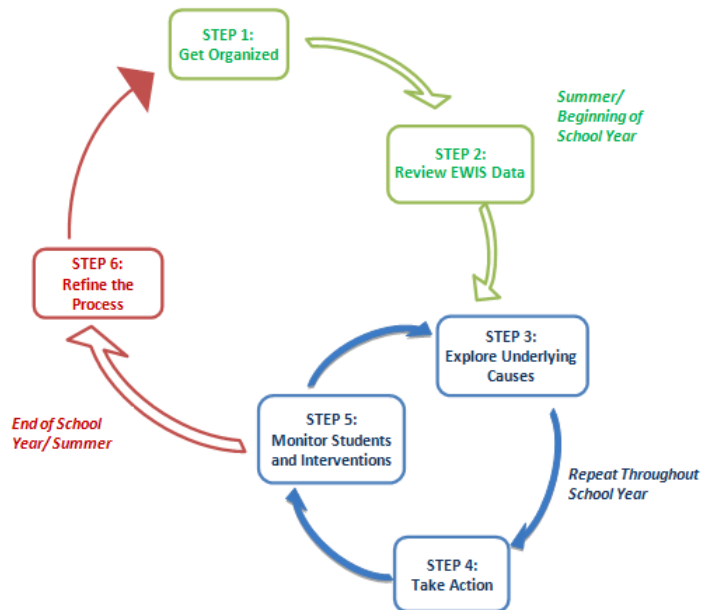 STEP 1:
Get Organized
Summer/
Beginning of
School Year
STEP 2:
Review EWIS Data
STEP 3:
Explore Underlying
Causes
Repeat Throughout
School Year
STEP 4:
Take Action
STEP 5:
Monitor Students
and Interventions
End of School
Year/ Summer
STEP 6:
Refine the
Process